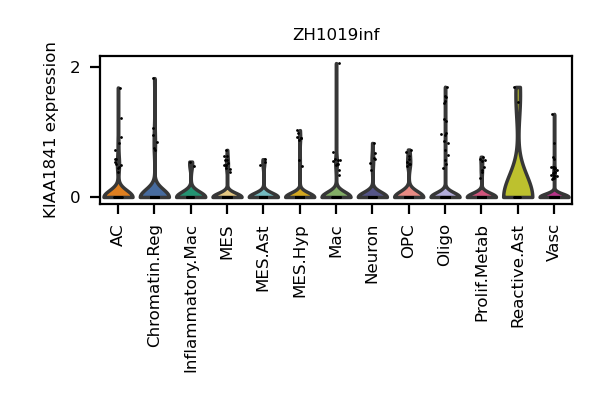 ZH1019inf
KIAA1841 expression
2
0
AC
Chromatin.Reg
Inflammatory.Mac
MES
MES.Ast
MES.Hyp
Mac
Neuron
OPC
Oligo
Prolif.Metab
Reactive.Ast
Vasc